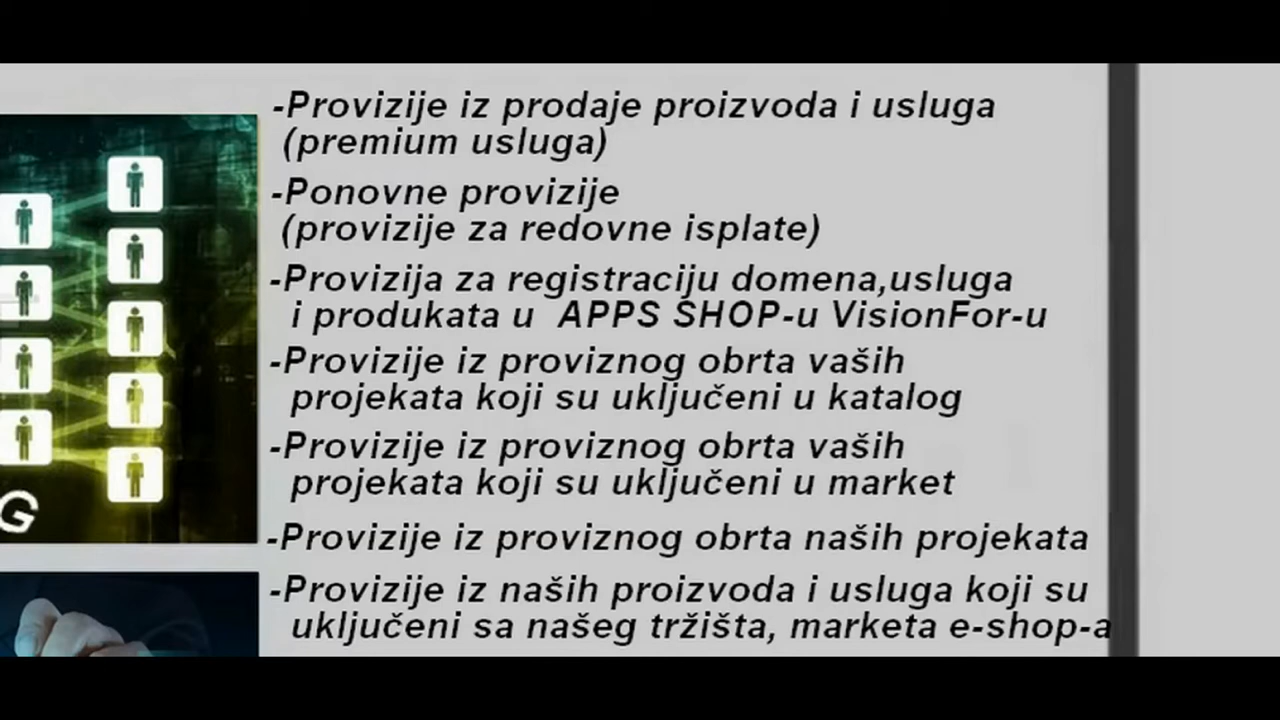 -Provizije iz prodaje proizvoda i usluga
(premium usluga)
-Ponovne provizije
(provizije za redovne isplate)
-Provizija za registraciju domena,usluga
i produkata u APPS SHOP-u VisionFor-u
-Provizije iz proviznog obrta vaših
projekata koji su uključeni u katalog
-Provizije iz proviznog obrta vaših
projekata koji su uključeni u market
-Provizije iz proviznog obrta naših projekata
-Provizije iz naših proizvoda i usluga koji su
uključeni sa našeg tržišta, marketa e-shop-a
G